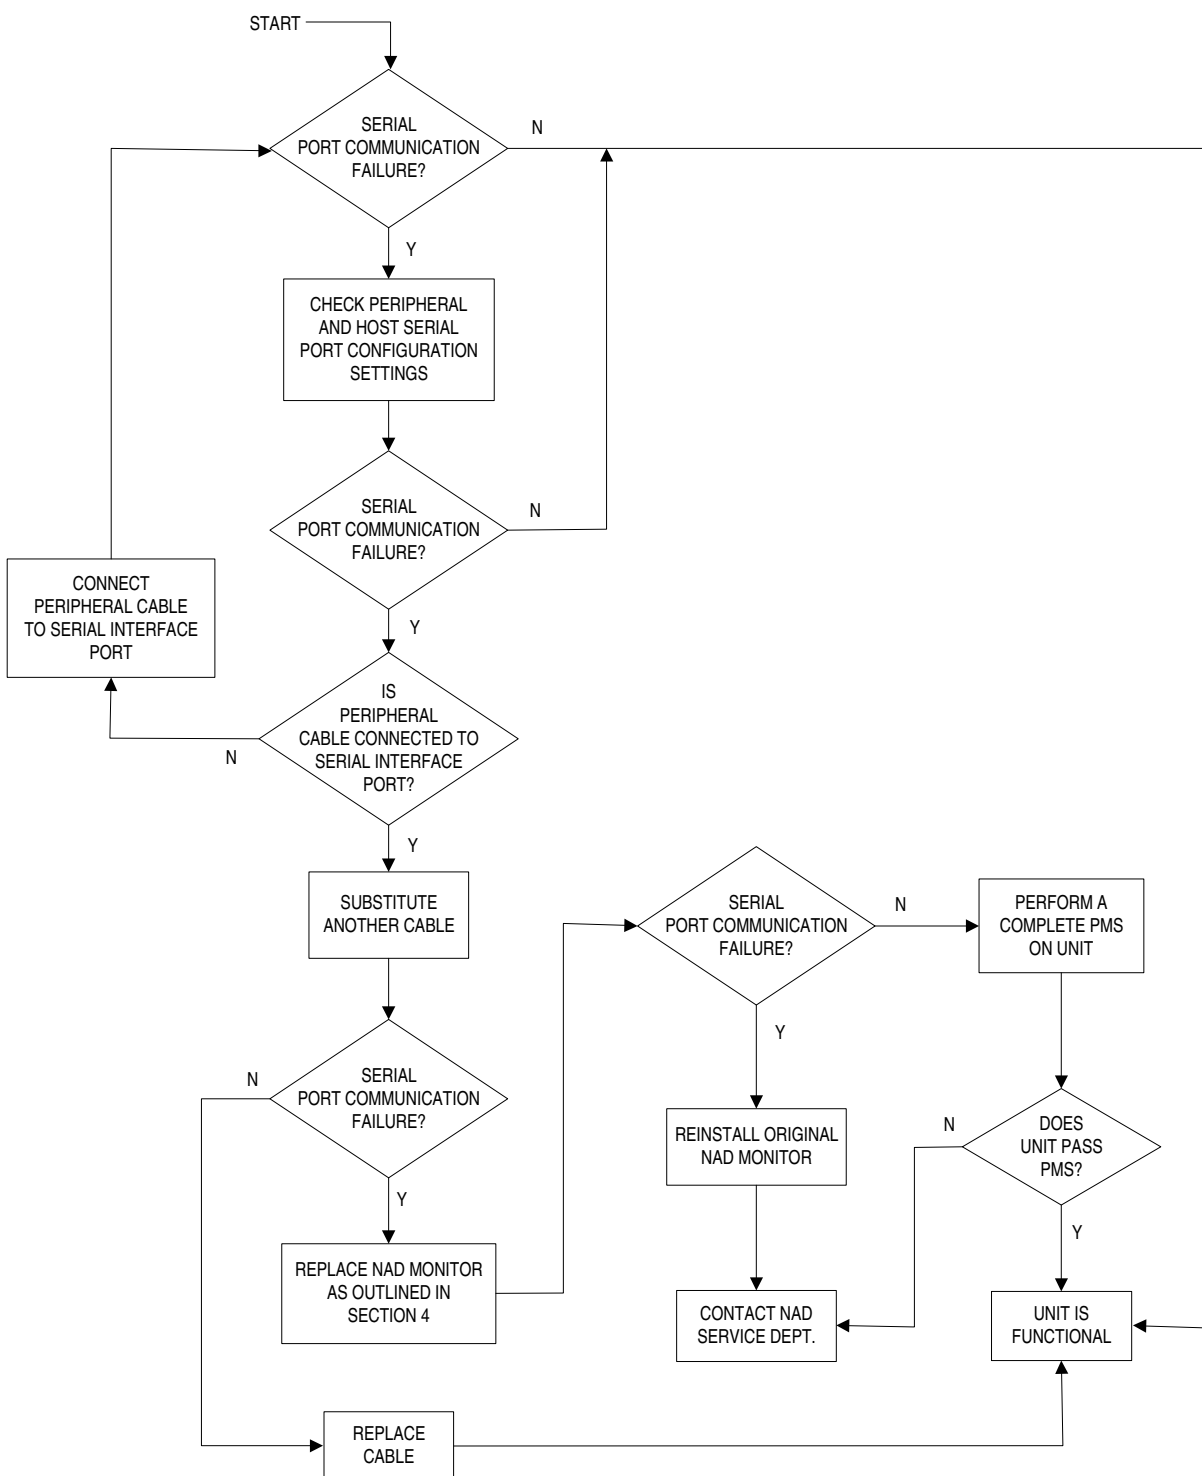 START
SERIAL
PORT COMMUNICATION
FAILURE?
N
Y
CHECK PERIPHERAL
AND HOST SERIAL
PORT CONFIGURATION
SETTINGS
SERIAL
PORT COMMUNICATION
FAILURE?
N
Y
CONNECT
PERIPHERAL CABLE
TO SERIAL INTERFACE
PORT
IS
PERIPHERAL
CABLE CONNECTED TO
SERIAL INTERFACE
PORT?
N
Y
SUBSTITUTE
ANOTHER CABLE
SERIAL
PORT COMMUNICATION
FAILURE?
N
Y
REPLACE NAD MONITOR
AS OUTLINED IN
SECTION 4
REPLACE
CABLE
SERIAL
PORT COMMUNICATION
FAILURE?
N
Y
REINSTALL ORIGINAL
NAD MONITOR
CONTACT NAD
SERVICE DEPT.
PERFORM A
COMPLETE PMS
ON UNIT
DOES
UNIT PASS
PMS?
N
Y
UNIT IS
FUNCTIONAL